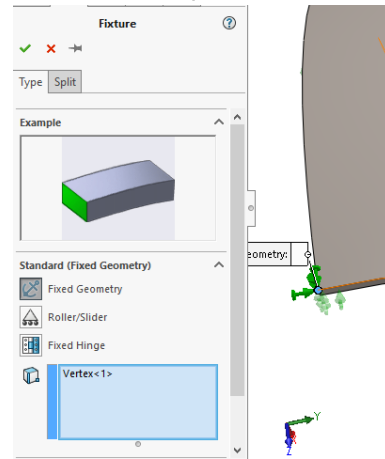 Fixture
Type Split
Example
Standard (Fixed Geometry)
Fixed Geometry
Roller/Slider
Fixed Hinge
Vertex<1>
eometry:
Y
Z